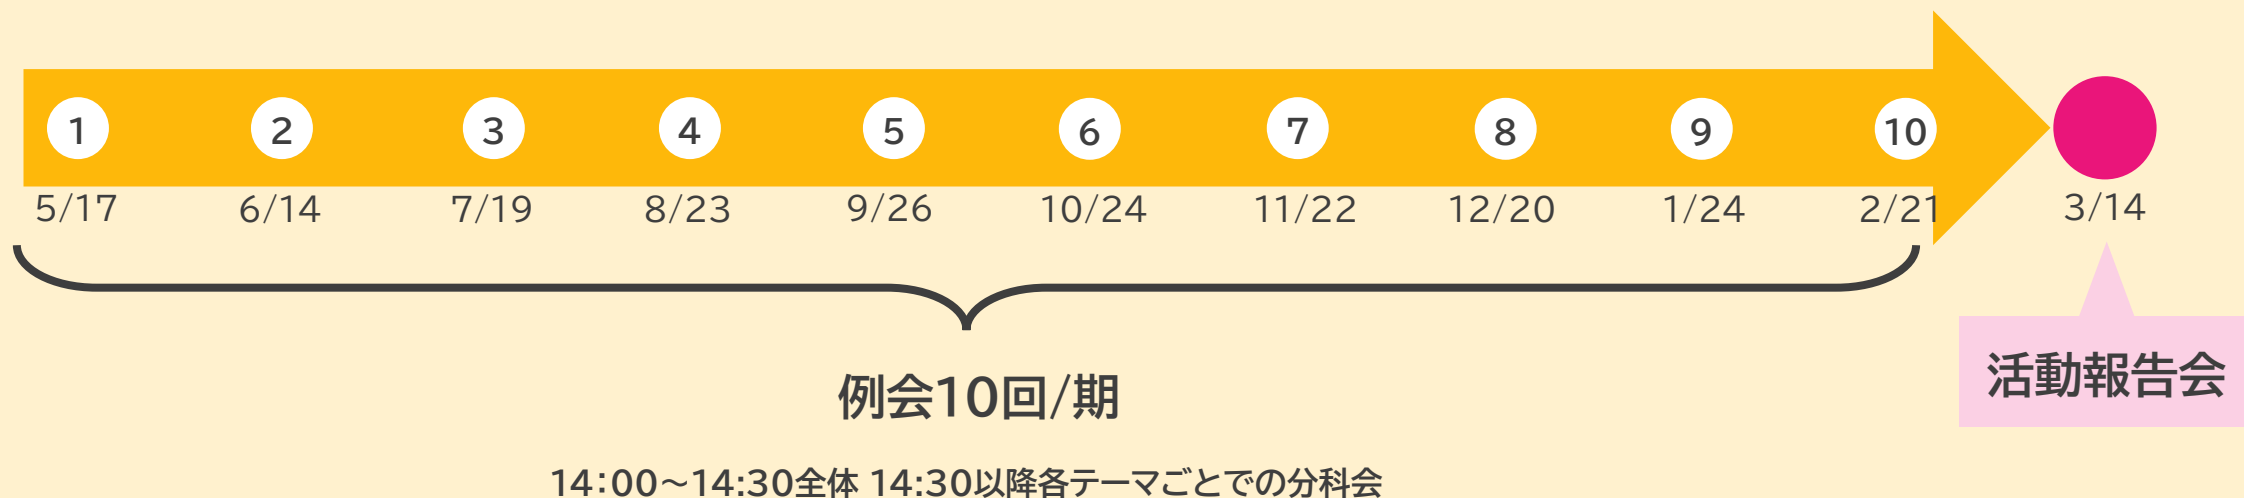 1 2 3 4 5 6 7 8 9 10
5/17 6/14 7/19 8/23 9/26 10/24 11/22 12/20 1/24 2/21 3/14
例会10回/期
活動報告会
14:00～14:30全体 14:30以降各テーマごとでの分科会